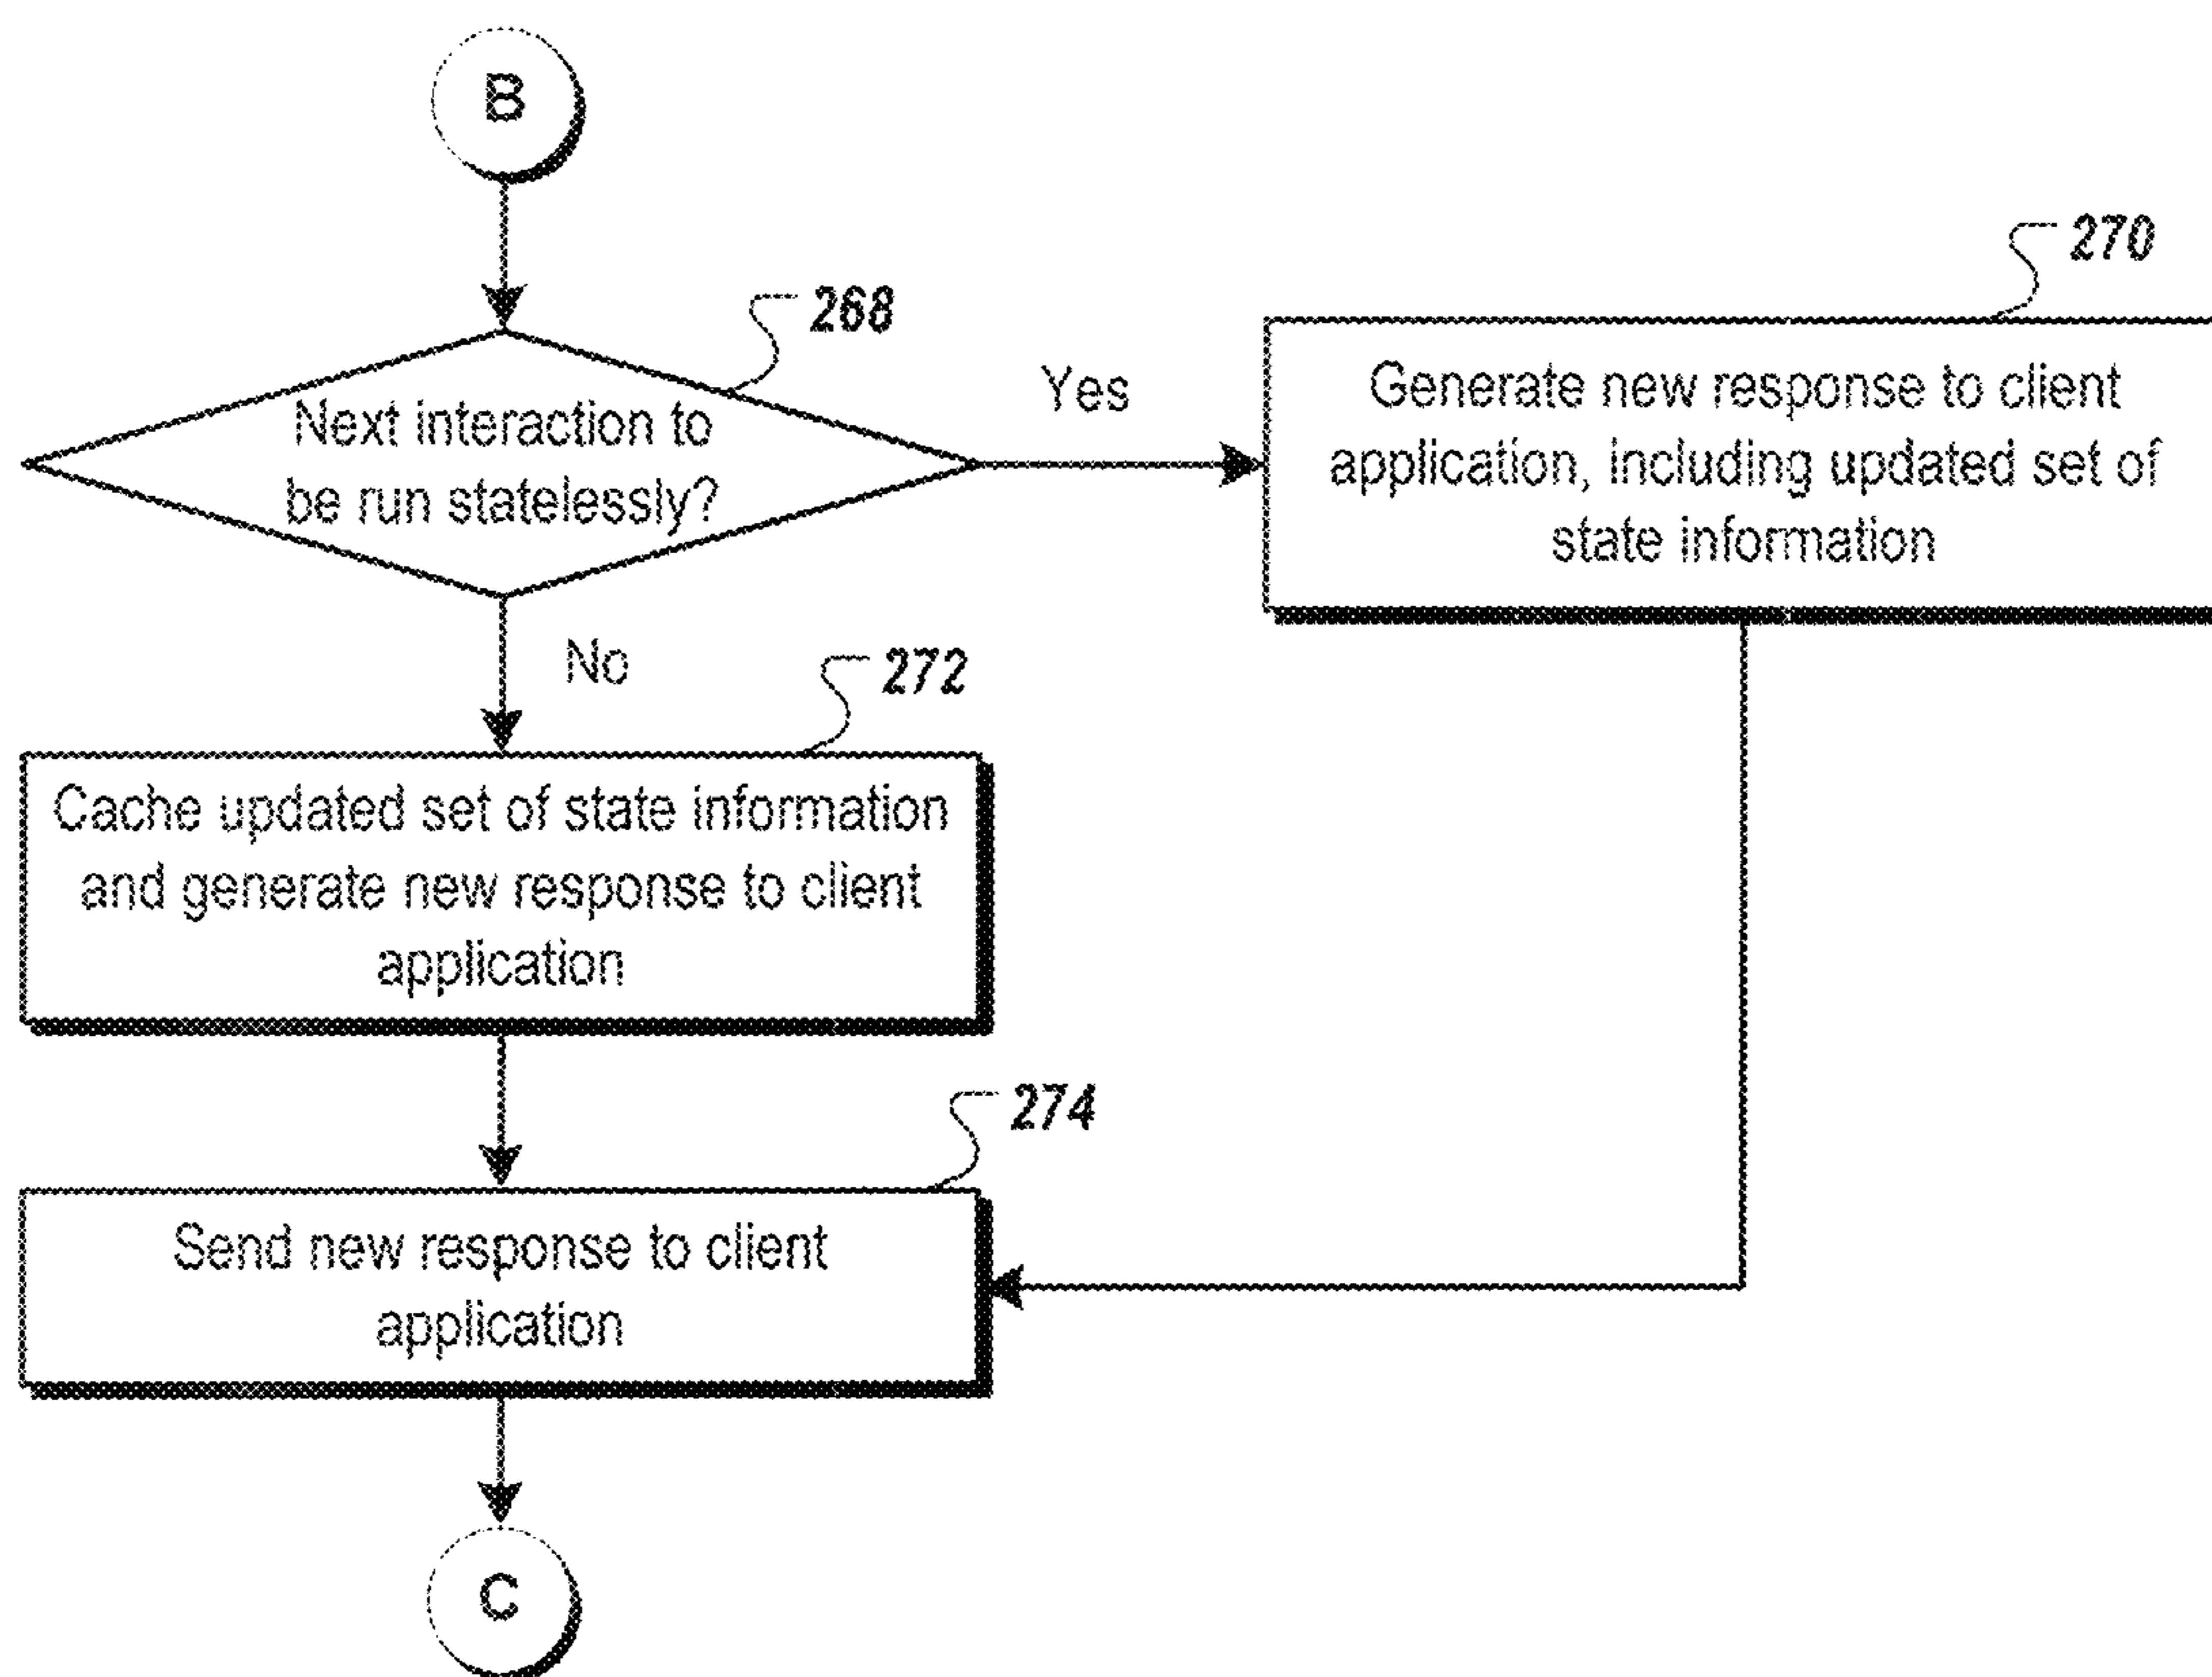 B
268
Next interaction to
be run statelessly?
Yes
270
Generate new response to client
application, including updated set of
state information
No
272
Cache updated set of state information
and generate new response to client
application
274
Send new response to client
application
C